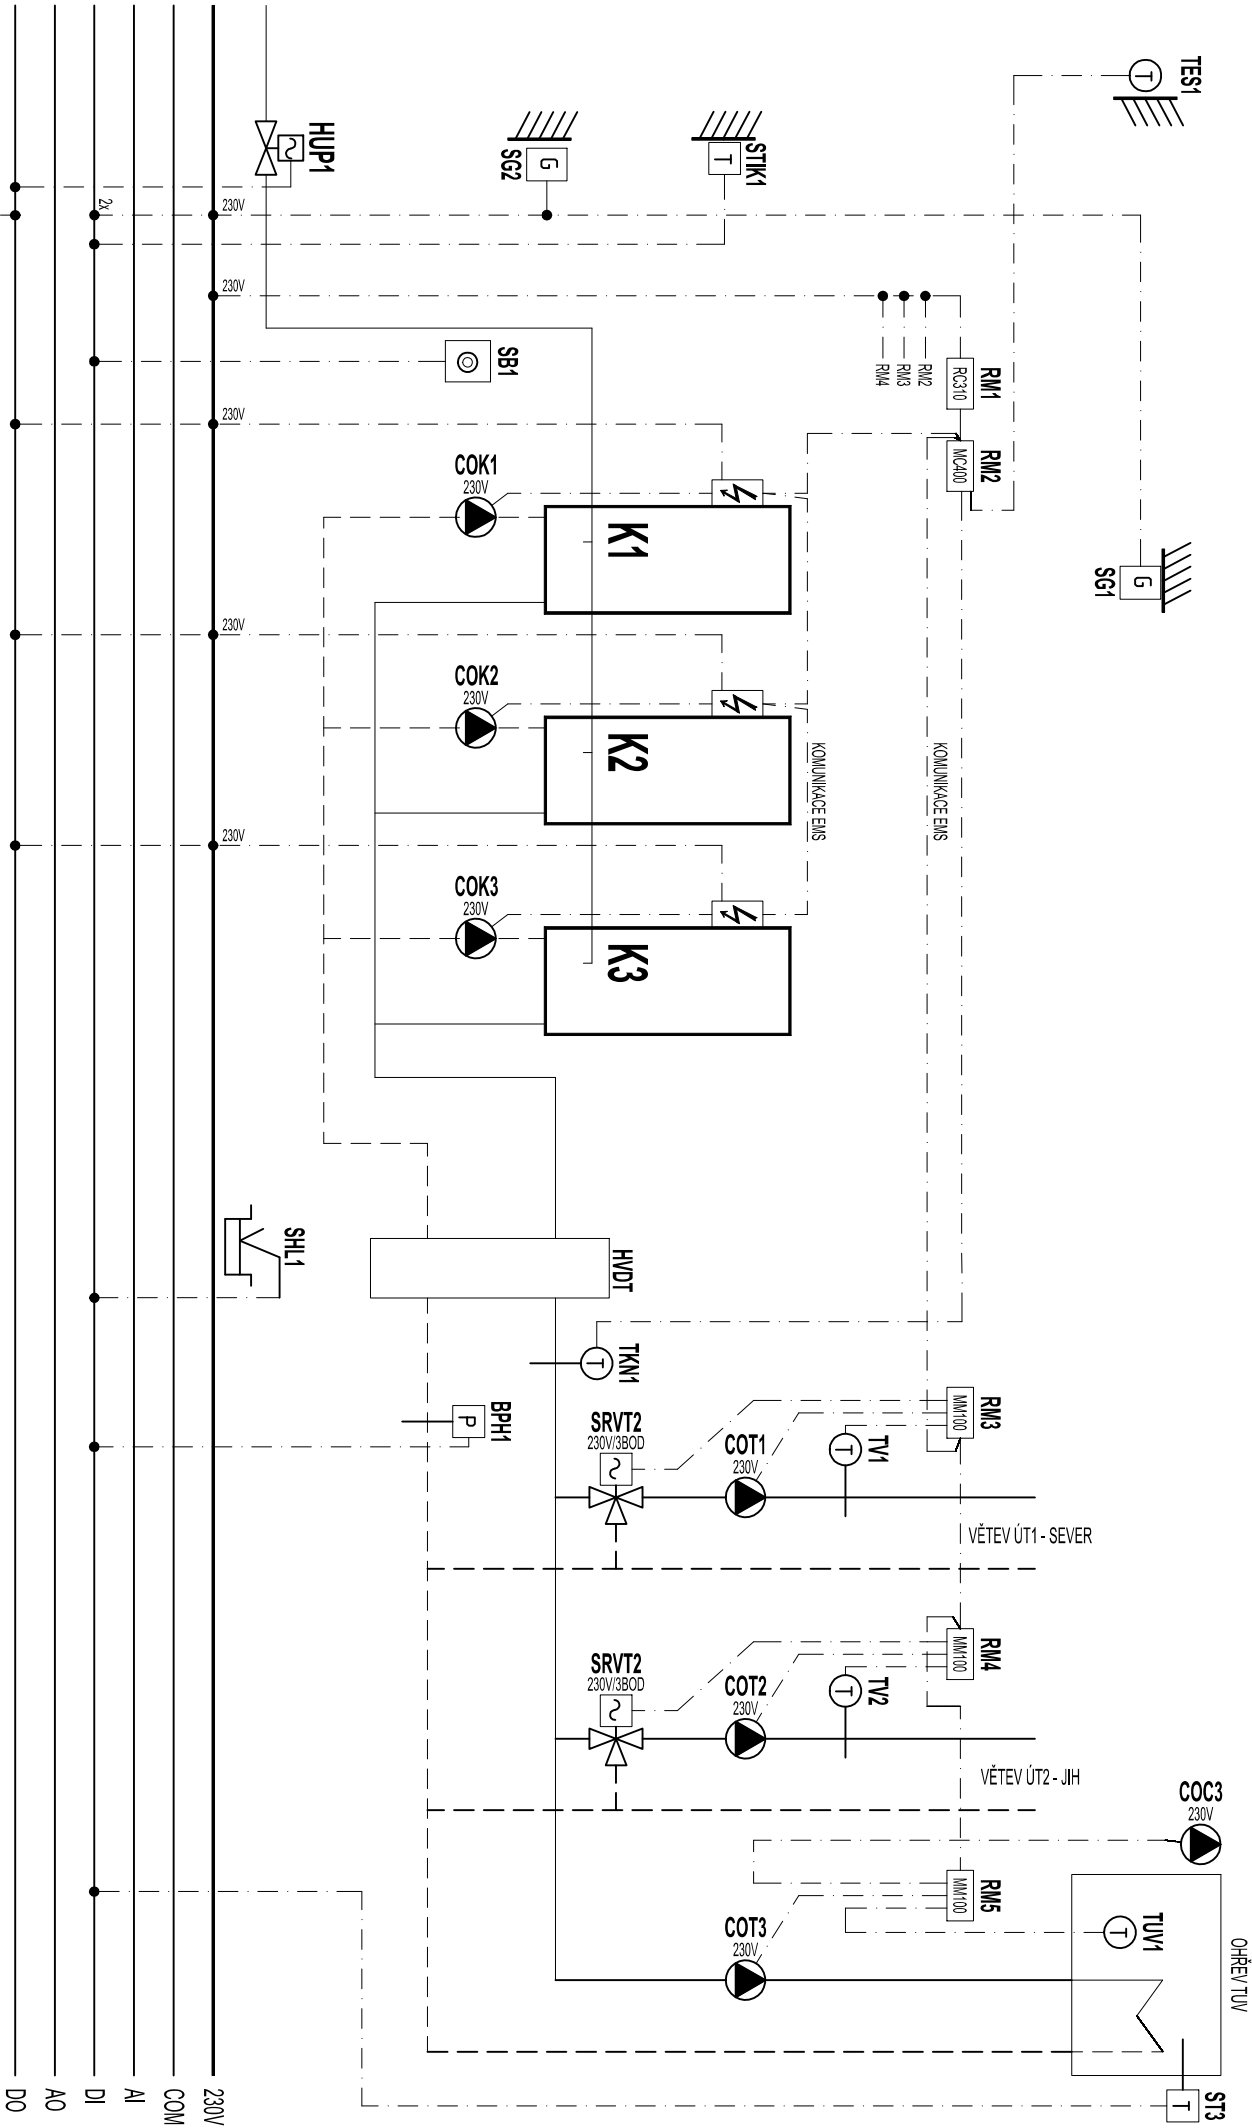 TES1
T
HUP1
SG2
G
STIK1
T
2x
230V
230V
RM4
RM3
RM2
RM1
RC310
SB1
230V
RM2
MC400
COK1
230V
K1
SG1
G
230V
COK2
230V
K2
KOMUNIKACE EMS
KOMUNIKACE EMS
230V
COK3
230V
K3
SHL1
HVDT
TKN1
T
BPH1
P
RM3
MM100
SRVT2
230V/3BOD
COT1
230V
TV1
T
VĚTEV ÚT1 - SEVER
RM4
MM100
SRVT2
230V/3BOD
COT2
230V
TV2
T
VĚTEV ÚT2 - JIH
COC3
230V
RM5
MM100
COT3
230V
TUV1
T
OHŘEV TUV
ST3
T
230V
COM
AI
DI
AO
DO